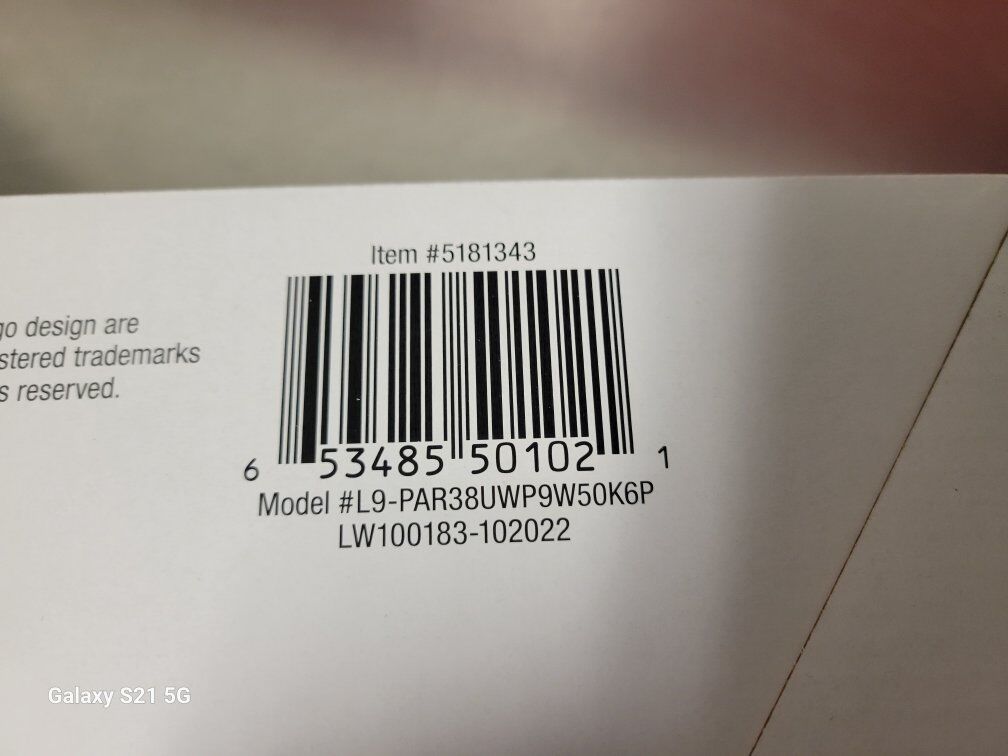 Item #5181343
go design are
stered trademarks
s reserved.
6 53485 50102 1
Model #L9-PAR38UWP9W50K6P
LW100183-102022
Galaxy S21 5G